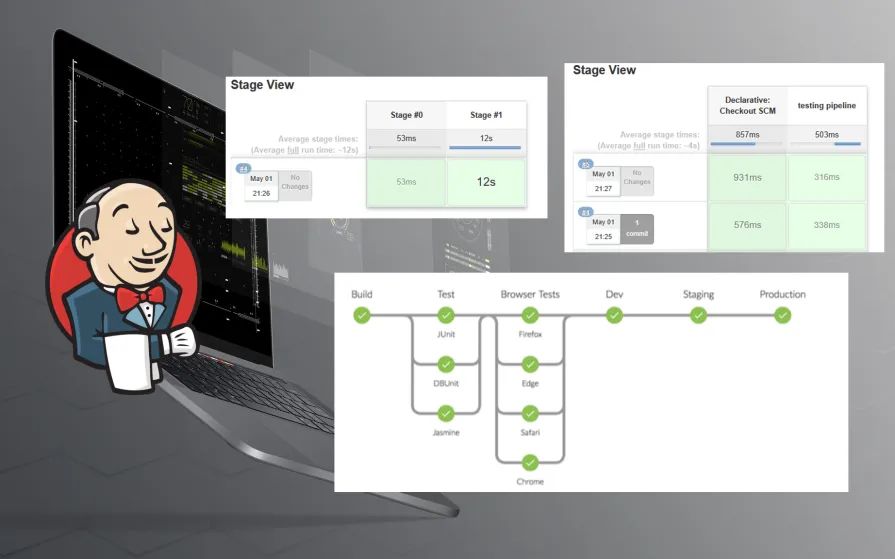 Stage View
Stage #0
Stage #1
Average stage times:
(Average full run time: ~12s)
53ms
12s
#4
May 01
21:26
No
Changes
53ms
12s
Stage View
Declarative:
Checkout SCM
testing pipeline
Average stage times:
(Average full run time: ~4s)
857ms
503ms
May 01
21:27
No
Changes
931ms
316ms
May 01
21:25
1
commit
576ms
338ms
Build
Test
Browser Tests
Dev
Staging
Production
JUnit
Firefox
DBUnit
Edge
Jasmine
Safari
Chrome